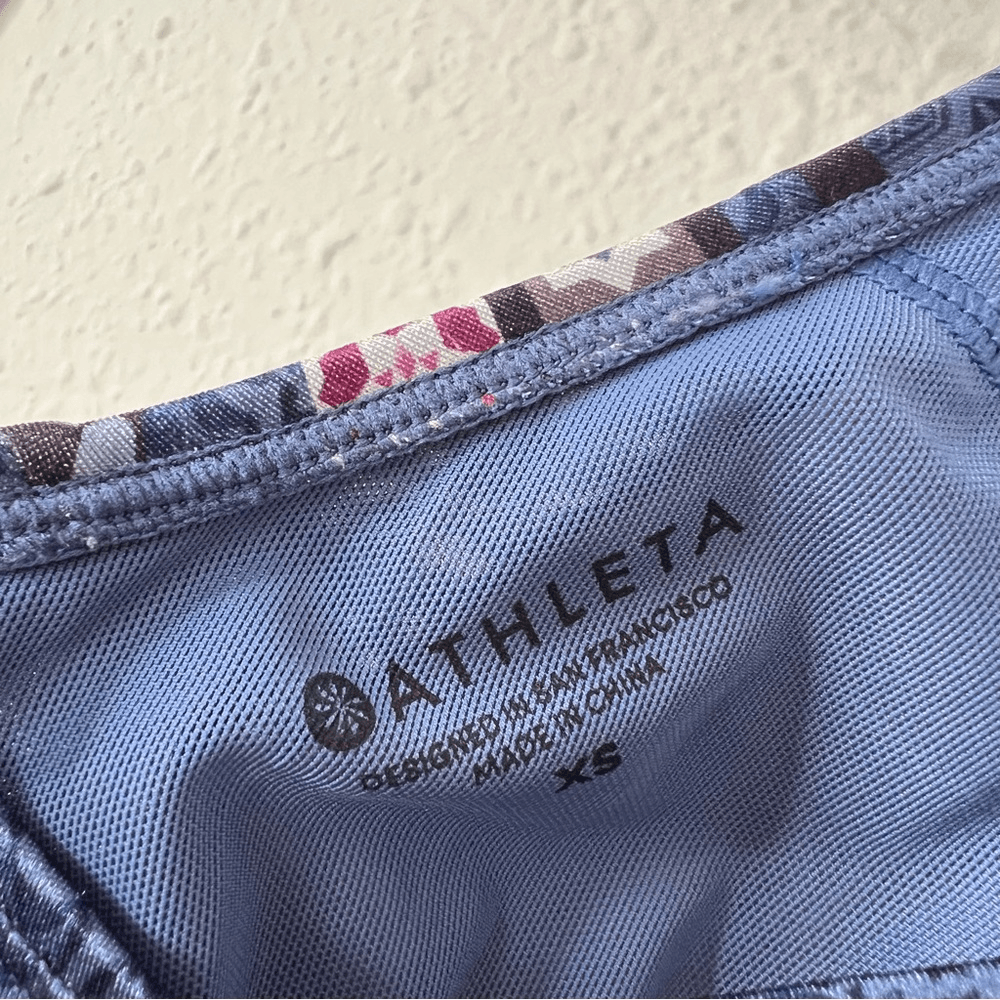 ATHLETA
DESIGNED IN SAN FRANCISCO
MADE IN CHINA
XS